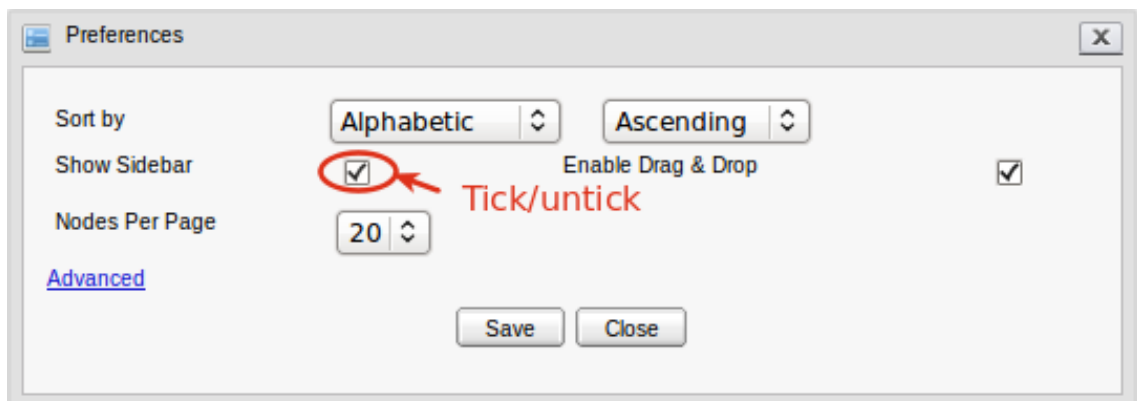 Preferences
X
Sort by Alphabetic Ascending
Show Sidebar Enable Drag & Drop
Tick/untick
Nodes Per Page 20
Advanced
Save Close